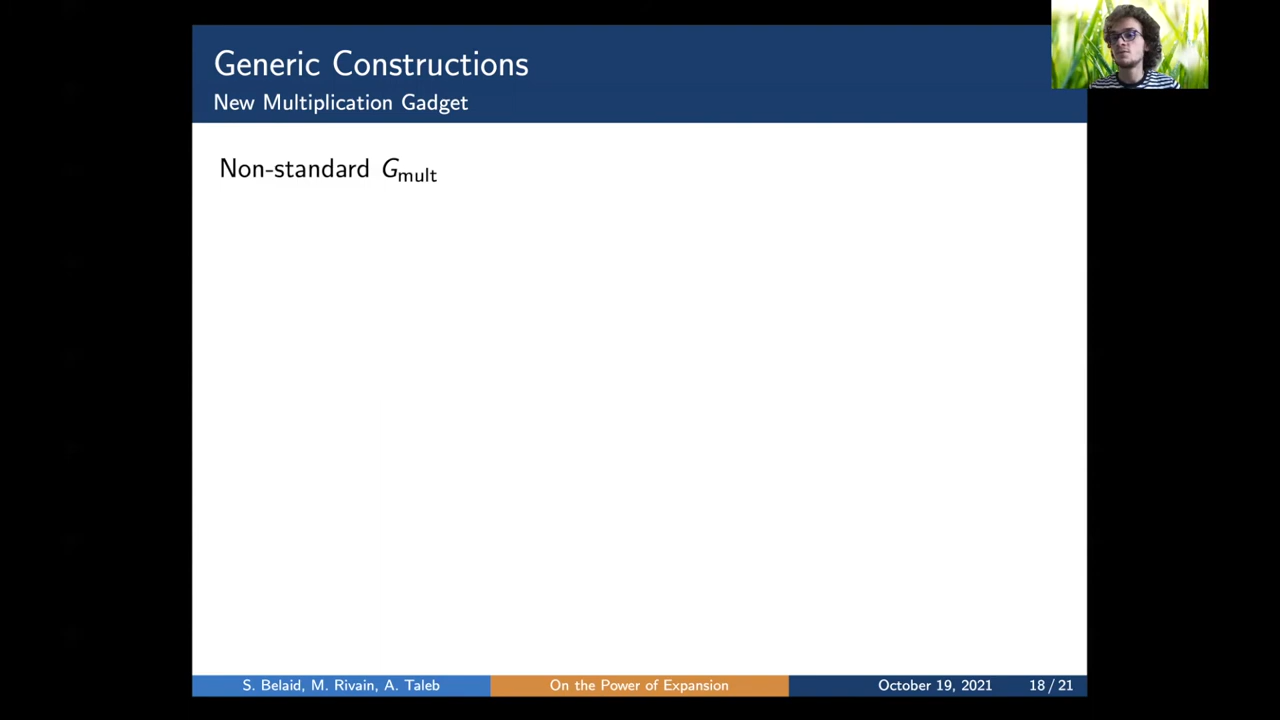 Generic Constructions
New Multiplication Gadget
Non-standard Gmult
S. Belaid, M. Rivain, A. Taleb
On the Power of Expansion
October 19, 2021
18 / 21